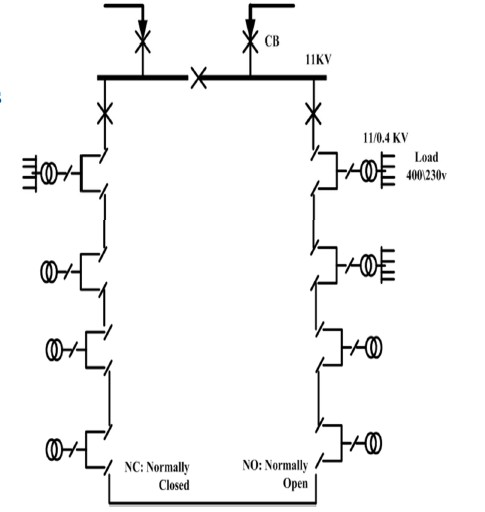 CB
11KV
11/0.4 KV
Load
400\230v
NC: Normally
Closed
NO: Normally
Open